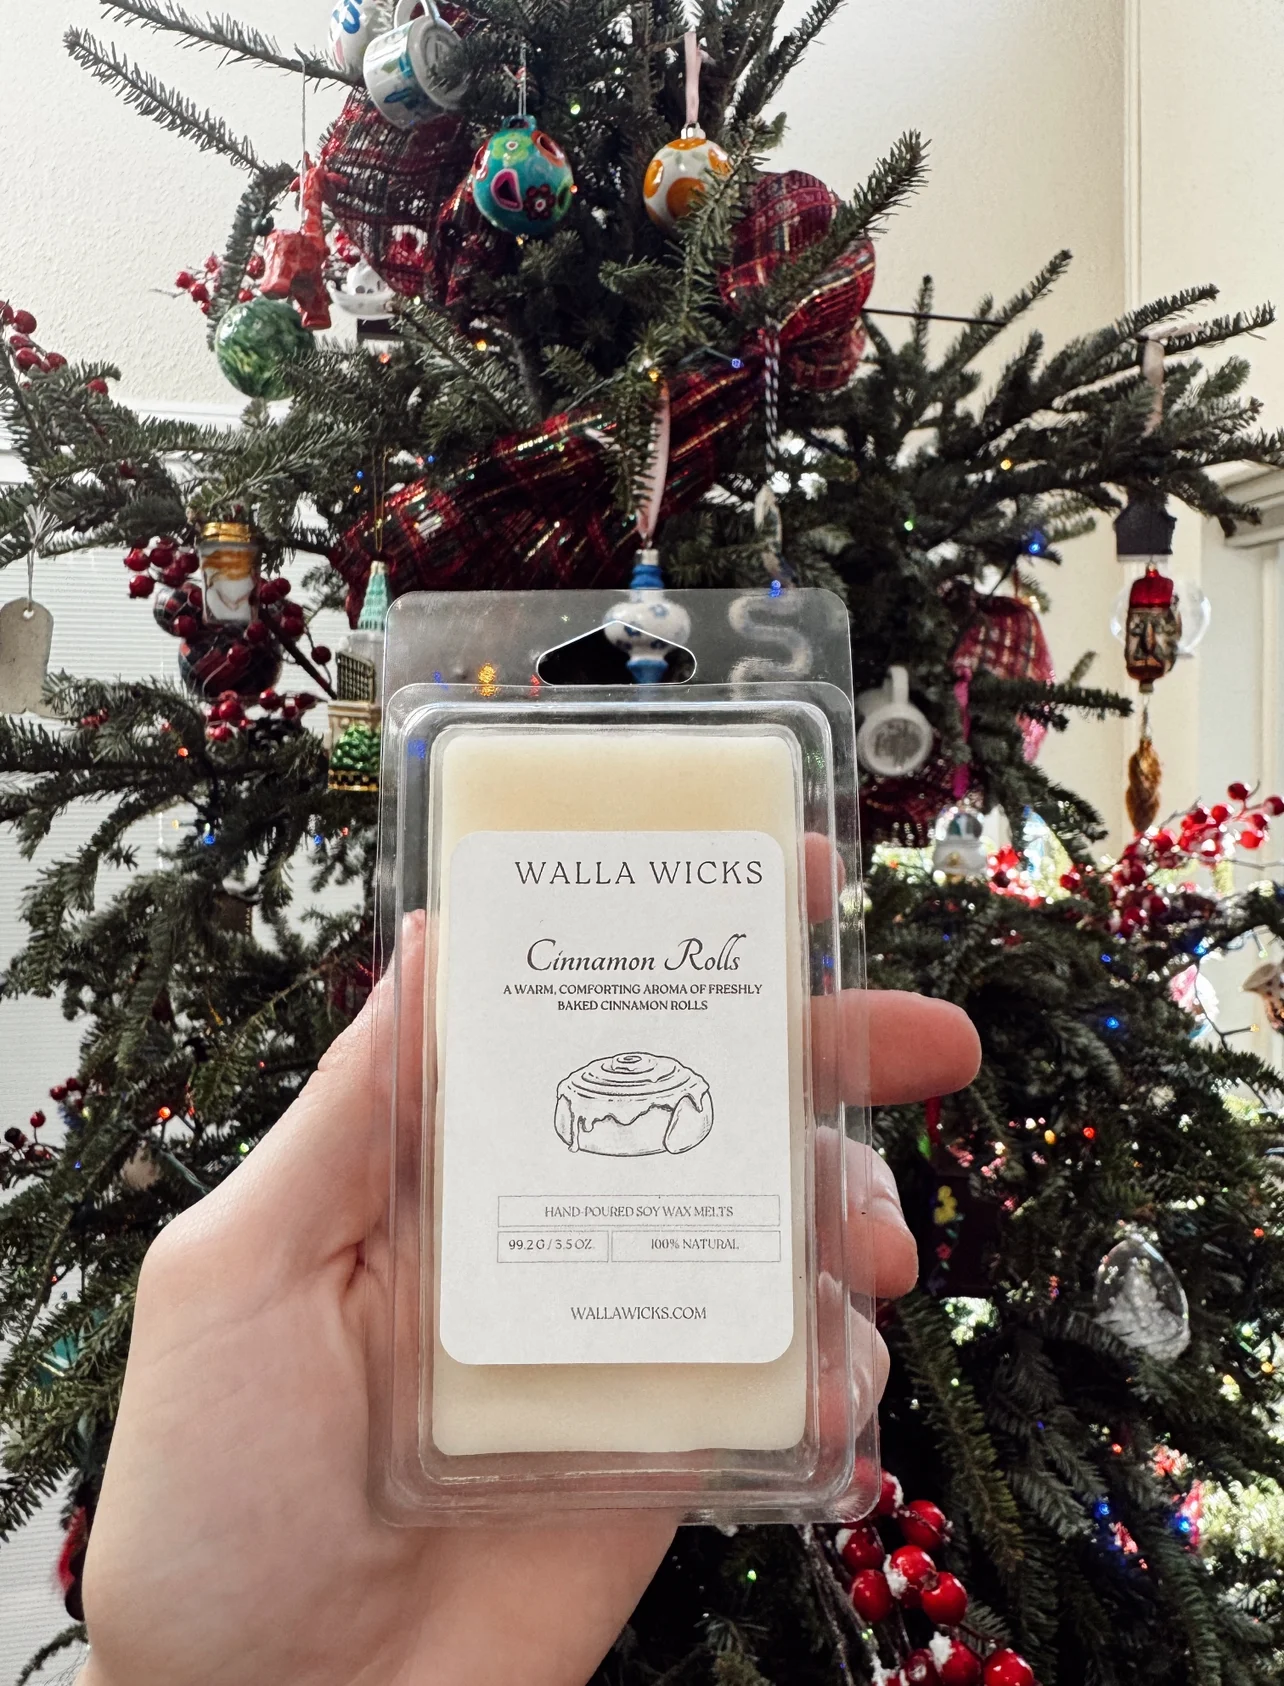 WALLA WICKS
Cinnamon Rolls
A WARM, COMFORTING AROMA OF FRESHLY
BAKED CINNAMON ROLLS
HAND-POURED SOY WAX MELTS
99.2 G / 3.5 OZ
100% NATURAL
WALLAWICKS.COM